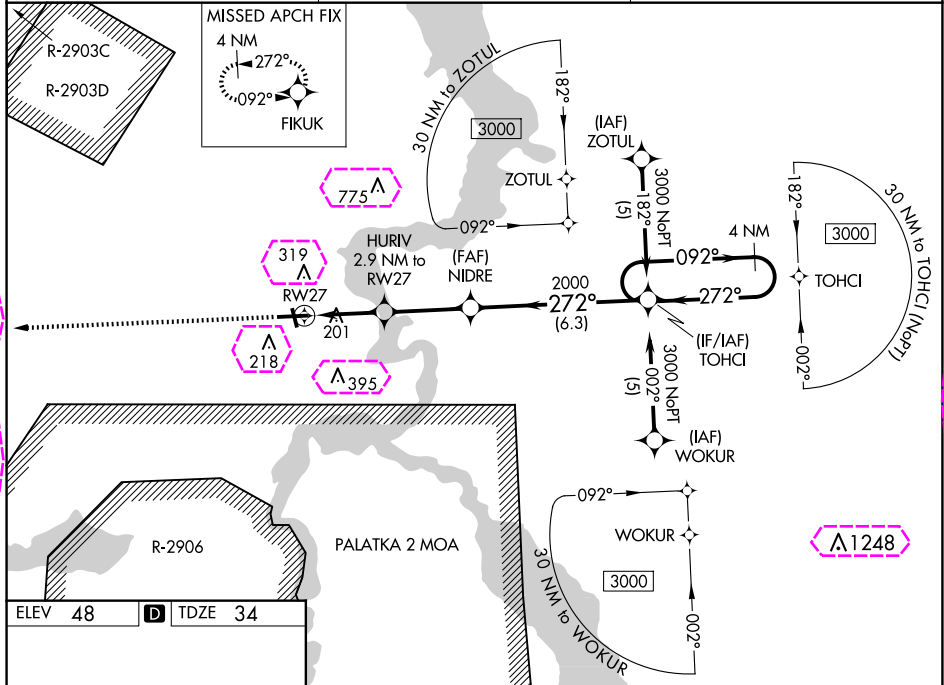 MISSED APCH FIX
4 NM
272°
092°
FIKUK
R-2903C
R-2903D
30 NM to ZOTUL
3000
182°
ZOTUL
092°
(IAF)
ZOTUL
3000 NoPT
182°
(5)
4 NM
092°
272°
182°
3000
TOHCI
002°
30 NM to TOHCI (NoPT)
775
319
RW27
HURIV
2.9 NM to
RW27
(FAF)
NIDRE
2000
272°
(6.3)
(IF/IAF)
TOHCI
201
218
395
3000 NoPT
002°
(5)
(IAF)
WOKUR
092°
WOKUR
3000
002°
30 NM to WOKUR
1248
R-2906
PALATKA 2 MOA
ELEV 48 D TDZE 34